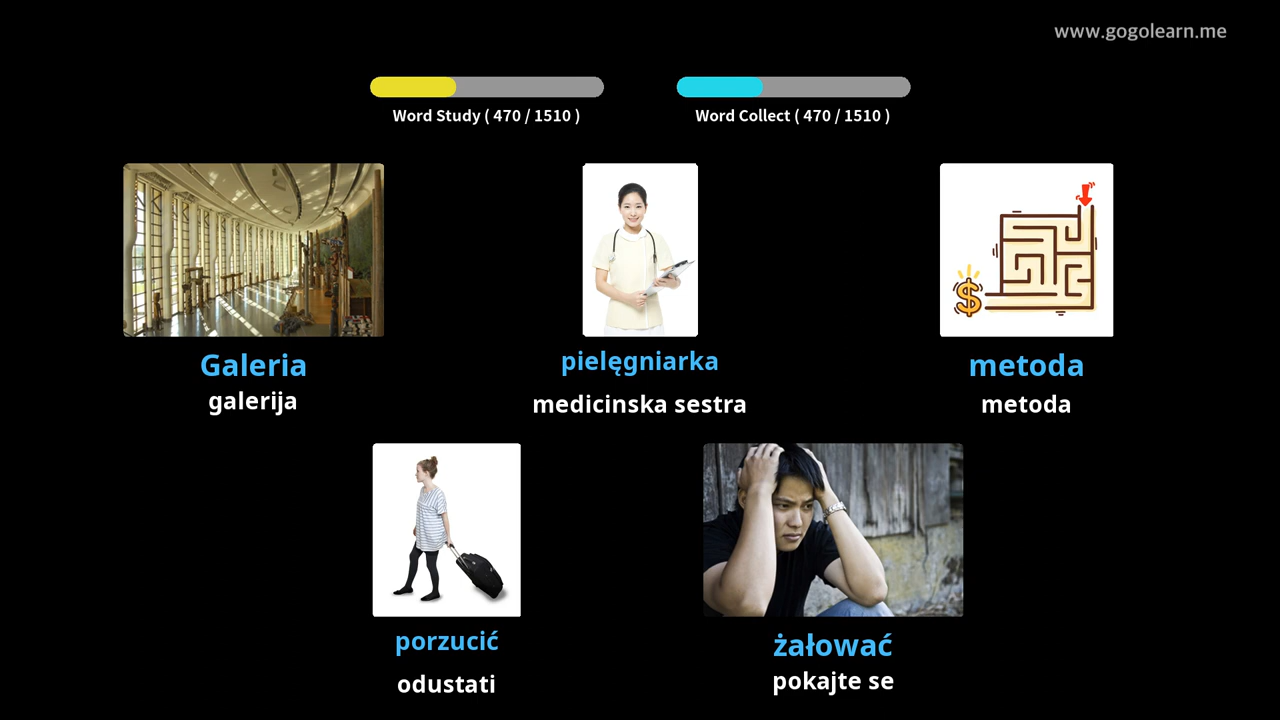 www.gogolearn.me
Word Study ( 470 / 1510 )
Word Collect ( 470 / 1510 )
Galeria
galerija
pielęgniarka
medicinska sestra
metoda
metoda
porzucić
odustati
żałować
pokajte se